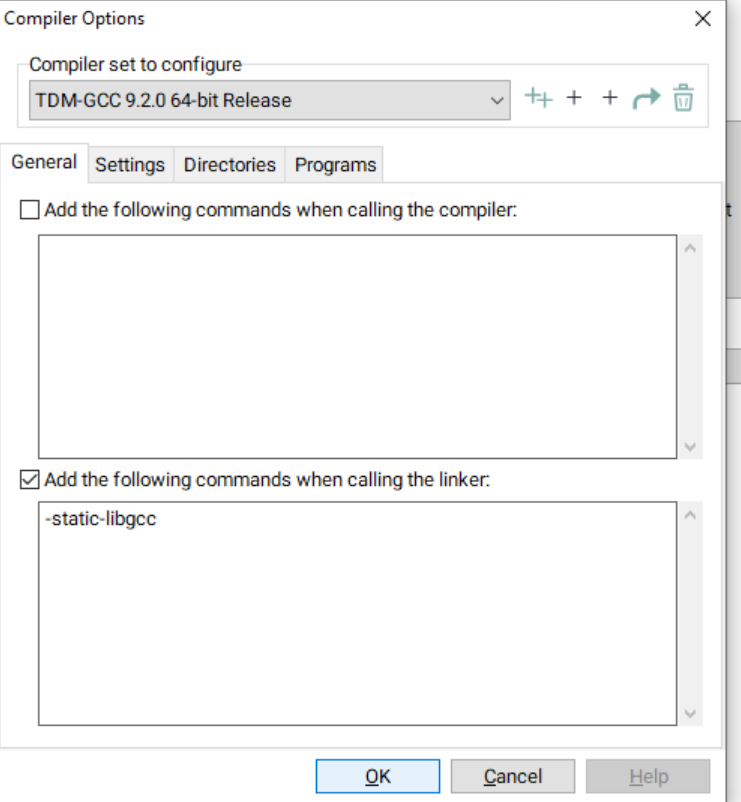 Compiler Options
Compiler set to configure
TDM-GCC 9.2.0 64-bit Release
General Settings Directories Programs
Add the following commands when calling the compiler:
t
Add the following commands when calling the linker:
-static-libgcc
OK Cancel Help